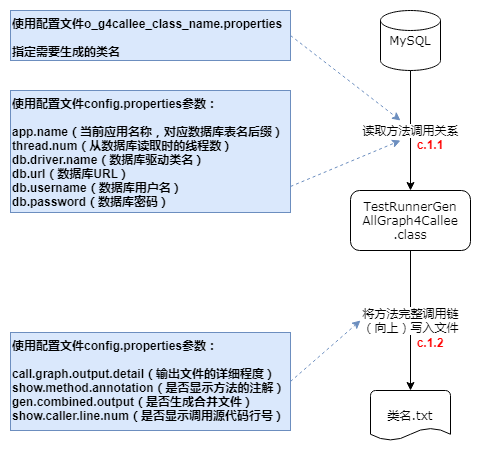 使用配置文件o_g4callee_class_name.properties
指定需要生成的类名
使用配置文件config.properties参数：
app.name（当前应用名称，对应数据库表名后缀）
thread.num（从数据库读取时的线程数）
db.driver.name（数据库驱动类名）
db.url（数据库URL）
db.username（数据库用户名）
db.password（数据库密码）
MySQL
读取方法调用关系
c.1.1
TestRunnerGen
AllGraph4Callee
.class
将方法完整调用链
（向上）写入文件
c.1.2
使用配置文件config.properties参数：
call.graph.output.detail（输出文件的详细程度）
show.method.annotation（是否显示方法的注解）
gen.combined.output（是否生成合并文件）
show.caller.line.num（是否显示调用源代码行号）
类名.txt